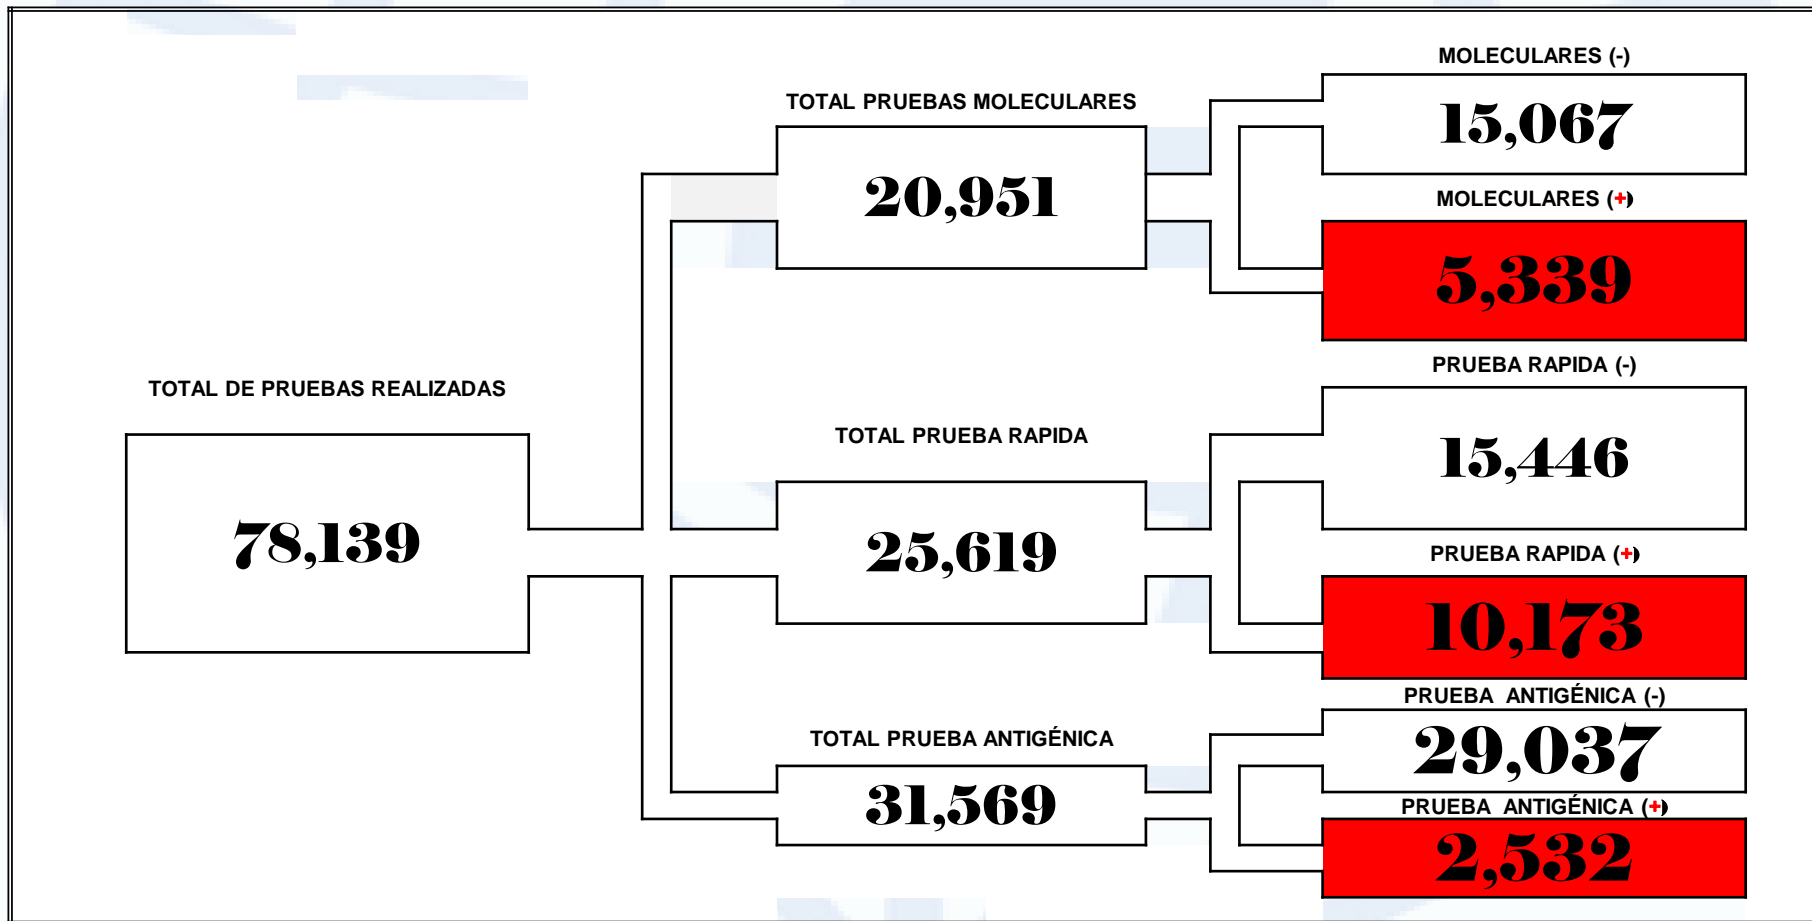 TOTAL DE PRUEBAS REALIZADAS
78,139
TOTAL PRUEBAS MOLECULARES
20,951
MOLECULARES (-)
15,067
MOLECULARES (+)
5,339
TOTAL PRUEBA RAPIDA
25,619
PRUEBA RAPIDA (-)
15,446
PRUEBA RAPIDA (+)
10,173
TOTAL PRUEBA ANTIGÉNICA
31,569
PRUEBA ANTIGÉNICA (-)
29,037
PRUEBA ANTIGÉNICA (+)
2,532